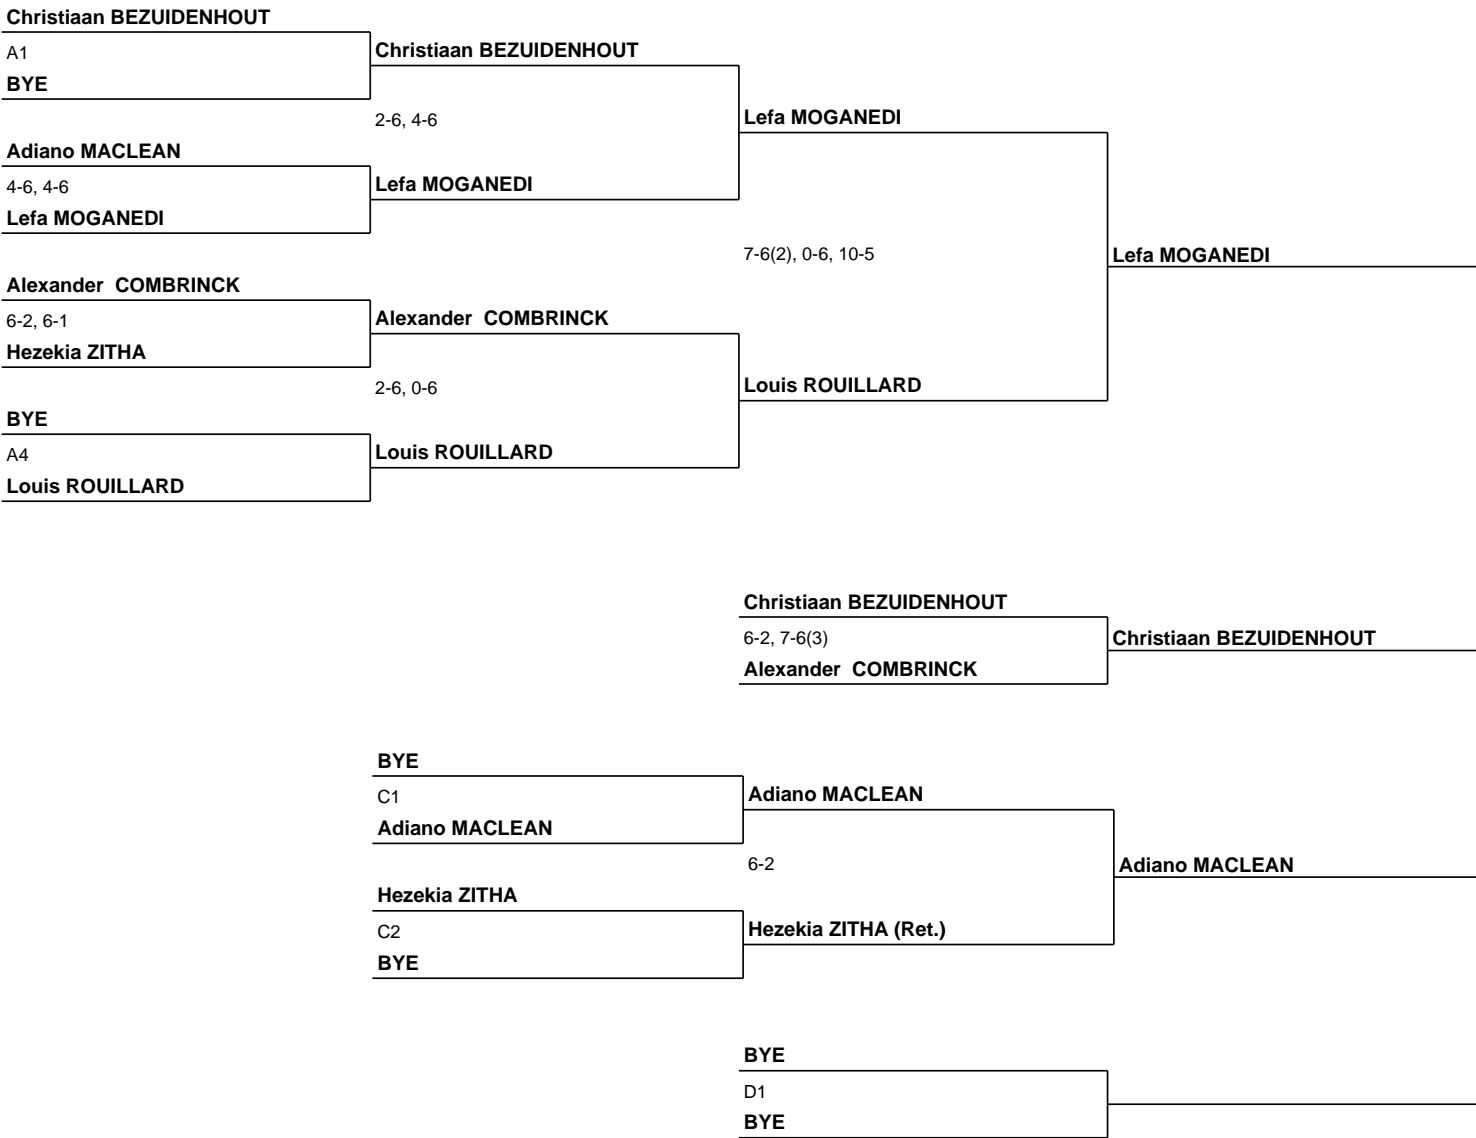 Christiaan BEZUIDENHOUT
A1
Christiaan BEZUIDENHOUT
BYE
2-6, 4-6
Lefa MOGANEDI
Adiano MACLEAN
4-6, 4-6
Lefa MOGANEDI
Lefa MOGANEDI
7-6(2), 0-6, 10-5
Lefa MOGANEDI
Alexander COMBRINCK
6-2, 6-1
Alexander COMBRINCK
Hezekia ZITHA
2-6, 0-6
Louis ROUILLARD
BYE
A4
Louis ROUILLARD
Louis ROUILLARD
Christiaan BEZUIDENHOUT
6-2, 7-6(3)
Christiaan BEZUIDENHOUT
Alexander COMBRINCK
BYE
C1
Adiano MACLEAN
Adiano MACLEAN
6-2
Adiano MACLEAN
Hezekia ZITHA
C2
Hezekia ZITHA (Ret.)
BYE
BYE
D1
BYE